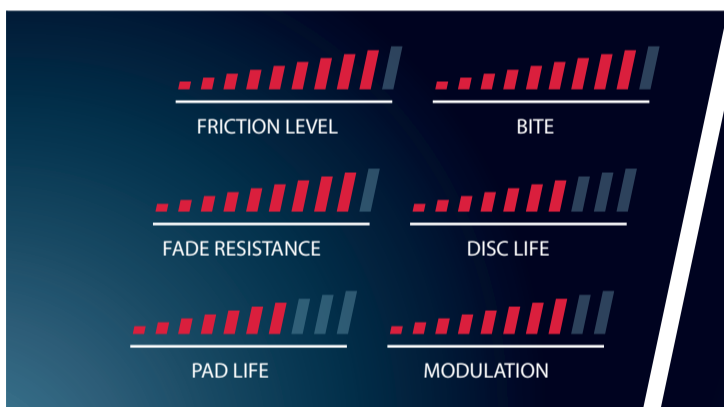 FRICTION LEVEL
BITE
FADE RESISTANCE
DISC LIFE
PAD LIFE
MODULATION